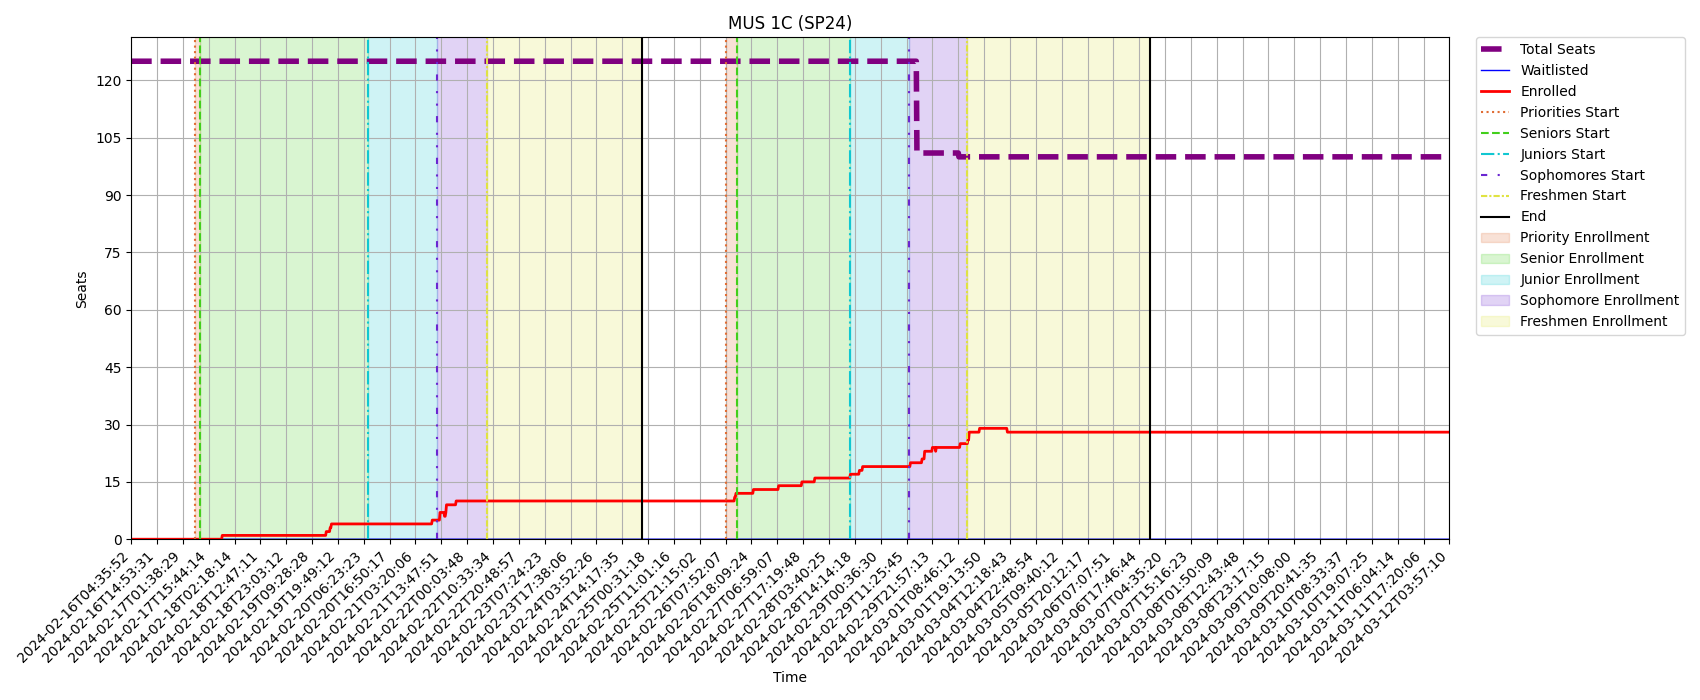 MUS 1C (SP24)
Seats
120
105
90
75
60
45
30
15
0
2024-02-16T04:35:52
2024-02-16T14:53:31
2024-02-17T01:38:29
2024-02-17T15:44:14
2024-02-18T02:18:14
2024-02-18T12:47:11
2024-02-18T23:03:12
2024-02-19T09:28:28
2024-02-19T19:49:12
2024-02-20T06:23:23
2024-02-20T16:50:17
2024-02-21T03:20:06
2024-02-21T13:47:51
2024-02-22T00:03:48
2024-02-22T10:33:34
2024-02-22T20:48:57
2024-02-23T07:24:23
2024-02-23T17:38:06
2024-02-24T03:52:26
2024-02-24T14:17:35
2024-02-25T00:31:18
2024-02-25T11:01:16
2024-02-25T21:15:02
2024-02-26T07:52:07
2024-02-26T18:09:24
2024-02-27T06:59:07
2024-02-27T17:19:48
2024-02-28T03:40:25
2024-02-28T14:14:18
2024-02-29T00:36:30
2024-02-29T11:25:45
2024-02-29T21:57:13
2024-03-01T08:46:12
2024-03-01T19:13:50
2024-03-04T12:18:43
2024-03-04T22:48:54
2024-03-05T09:40:12
2024-03-05T20:12:17
2024-03-06T07:07:51
2024-03-06T17:46:44
2024-03-07T04:35:20
2024-03-07T15:16:23
2024-03-08T01:50:09
2024-03-08T12:43:48
2024-03-08T23:17:15
2024-03-09T10:08:00
2024-03-09T20:41:35
2024-03-10T08:33:37
2024-03-10T19:07:25
2024-03-11T06:04:14
2024-03-11T17:20:06
2024-03-12T03:57:10
Time
Total Seats
Waitlisted
Enrolled
Priorities Start
Seniors Start
Juniors Start
Sophomores Start
Freshmen Start
End
Priority Enrollment
Senior Enrollment
Junior Enrollment
Sophomore Enrollment
Freshmen Enrollment